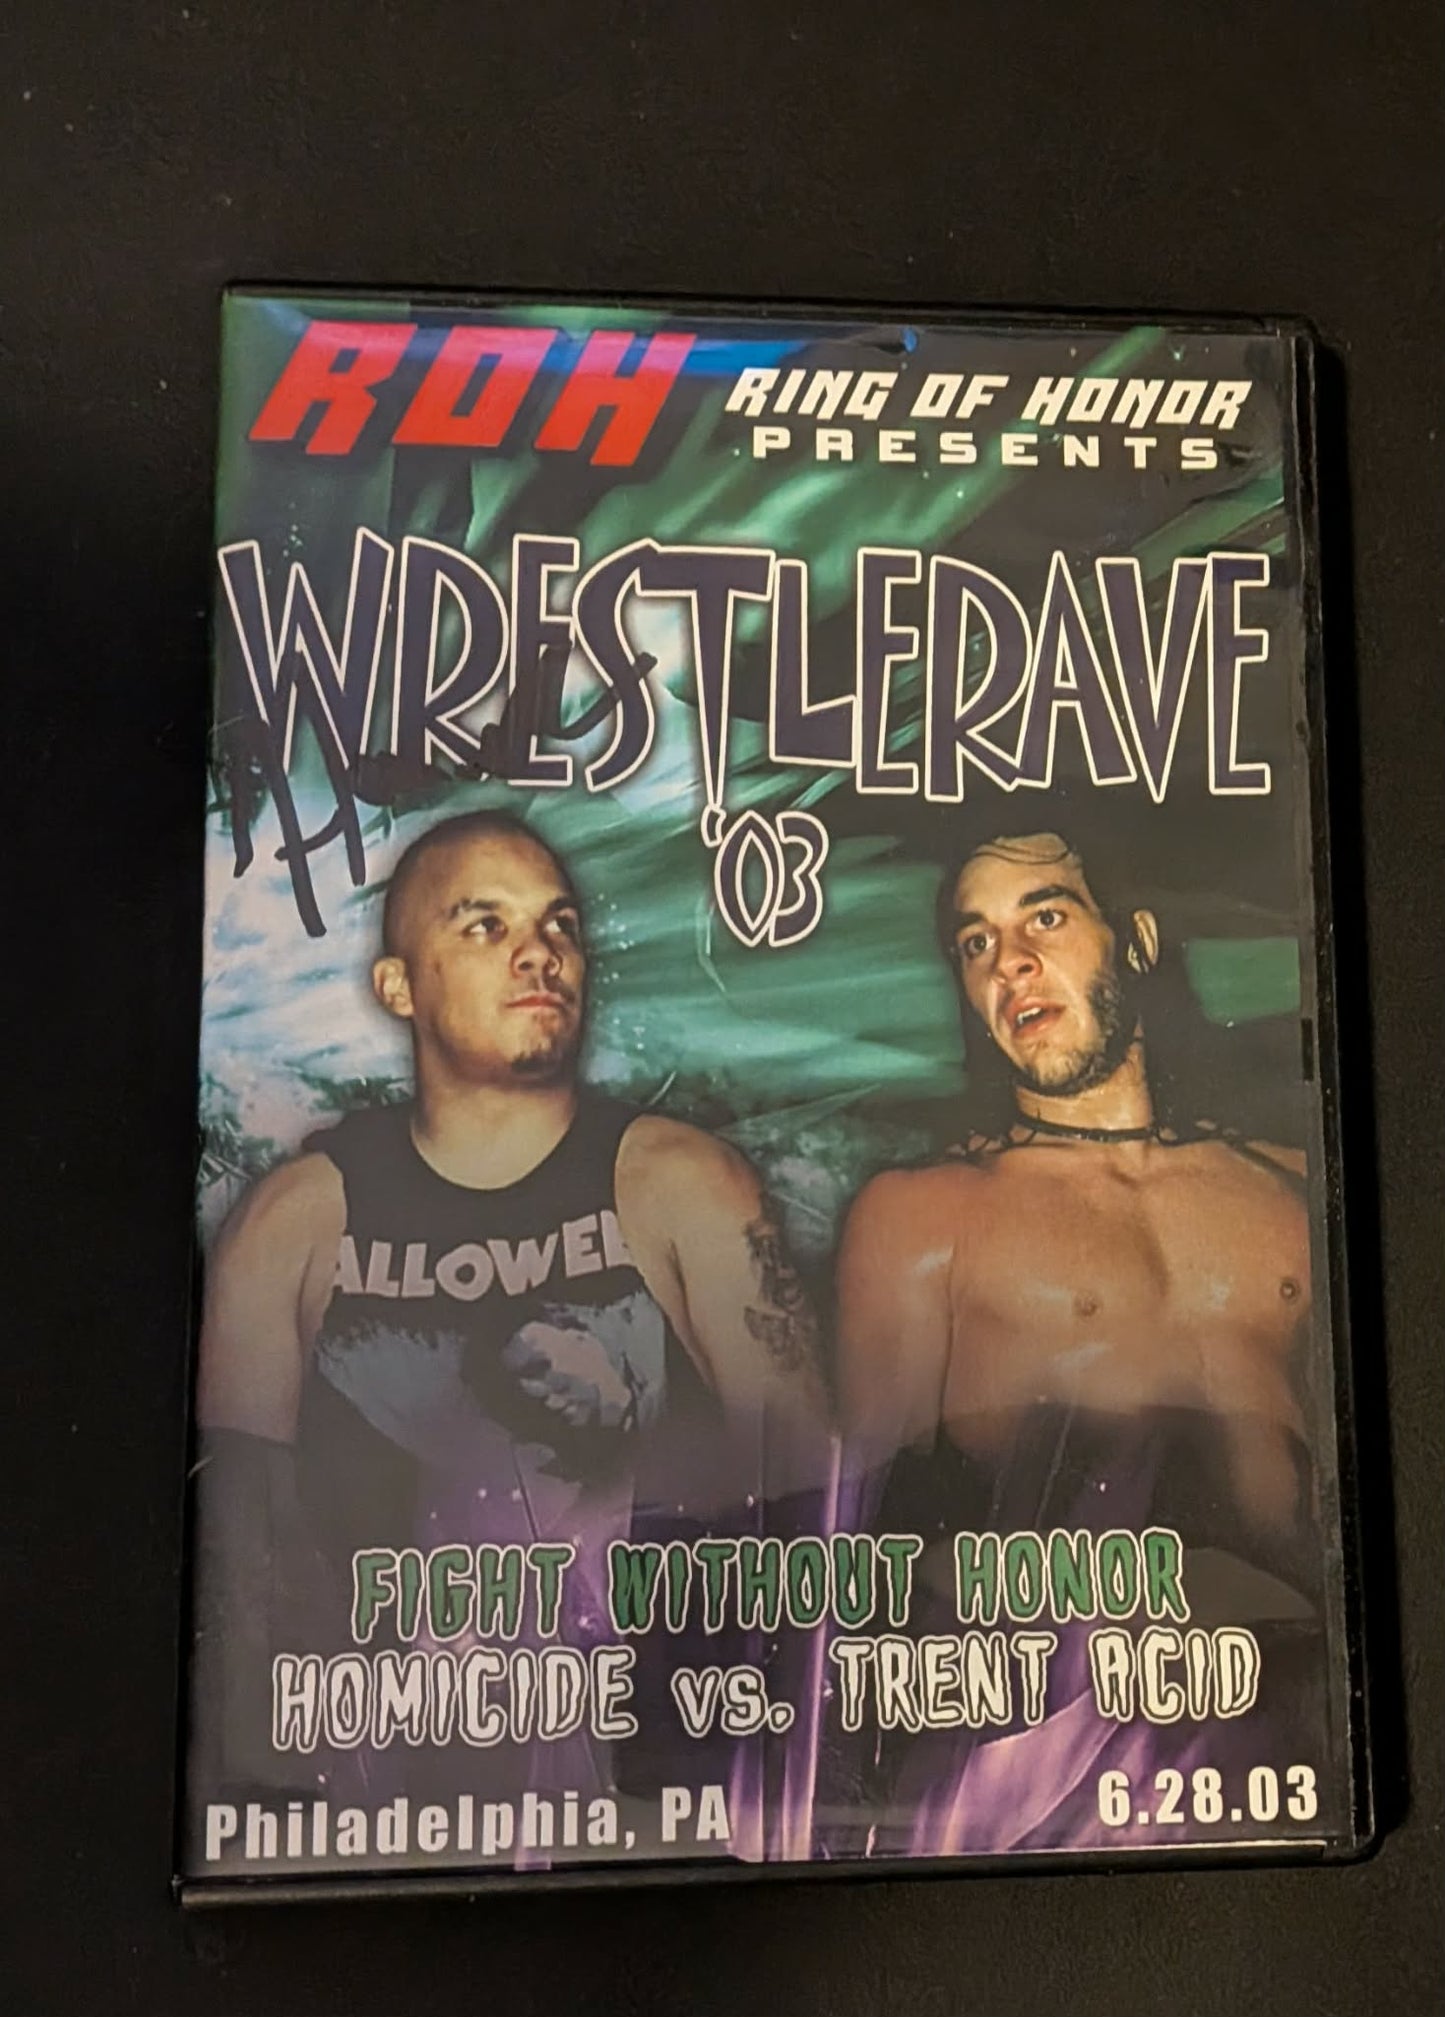 ROH
RING OF HONOR
PRESENTS
WRESTLERAVE
'03
ALLOWEE
FIGHT WITHOUT HONOR
HOMICIDE vs. TRENT ACID
Philadelphia, PA
6.28.03